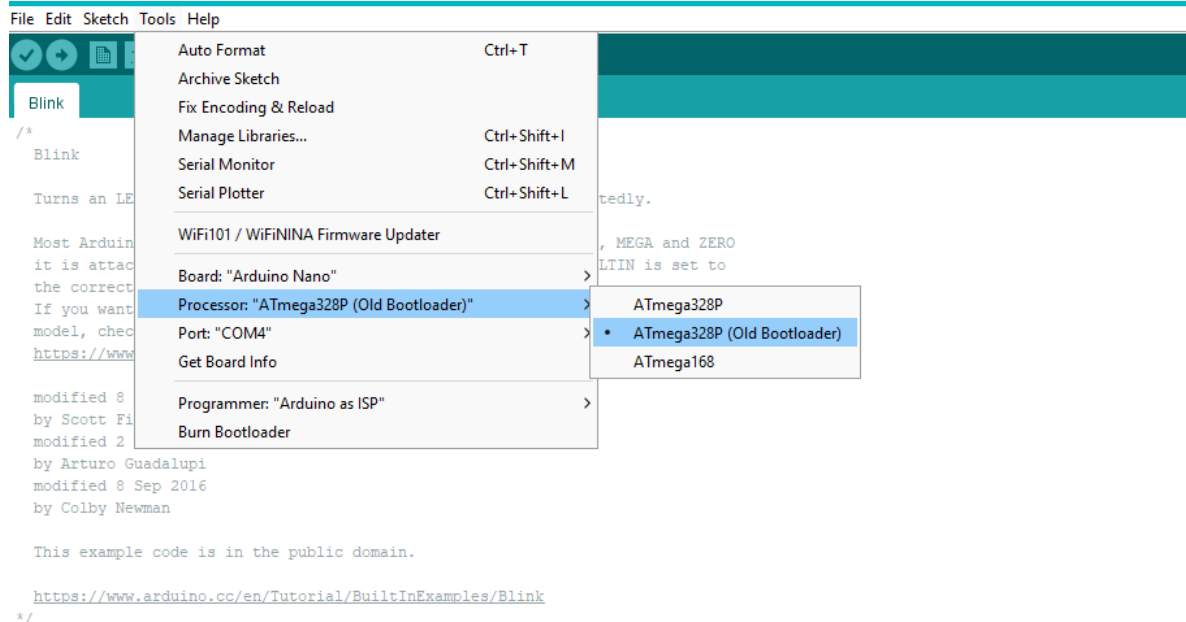 File Edit Sketch Tools Help
Blink
Auto Format Ctrl+T
Archive Sketch
Fix Encoding & Reload
Manage Libraries... Ctrl+Shift+I
Serial Monitor Ctrl+Shift+M
Serial Plotter Ctrl+Shift+L
WiFi101 / WiFiNINA Firmware Updater
Board: "Arduino Nano"
Processor: "ATmega328P (Old Bootloader)"
Port: "COM4"
Get Board Info
Programmer: "Arduino as ISP"
Burn Bootloader
ATmega328P
ATmega328P (Old Bootloader)
ATmega168
/*
Blink
Turns an LE tedly.
Most Arduin , MEGA and ZERO
it is attac LTIN is set to
the correct
If you want
model, chec
https://www
modified 8
by Scott Fi
modified 2
by Arturo Guadalupi
modified 8 Sep 2016
by Colby Newman
This example code is in the public domain.
https://www.arduino.cc/en/Tutorial/BuiltInExamples/Blink
*/